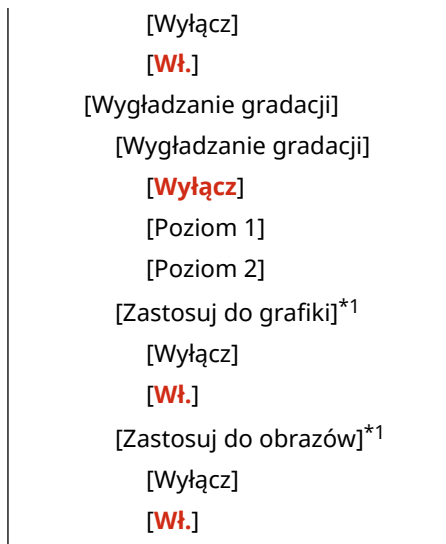 [Wyłącz]
[Wł.]
[Wygładzanie gradacji]
[Wygładzanie gradacji]
[Wyłącz]
[Poziom 1]
[Poziom 2]
[Zastosuj do grafiki]*1
[Wyłącz]
[Wł.]
[Zastosuj do obrazów]*1
[Wyłącz]
[Wł.]